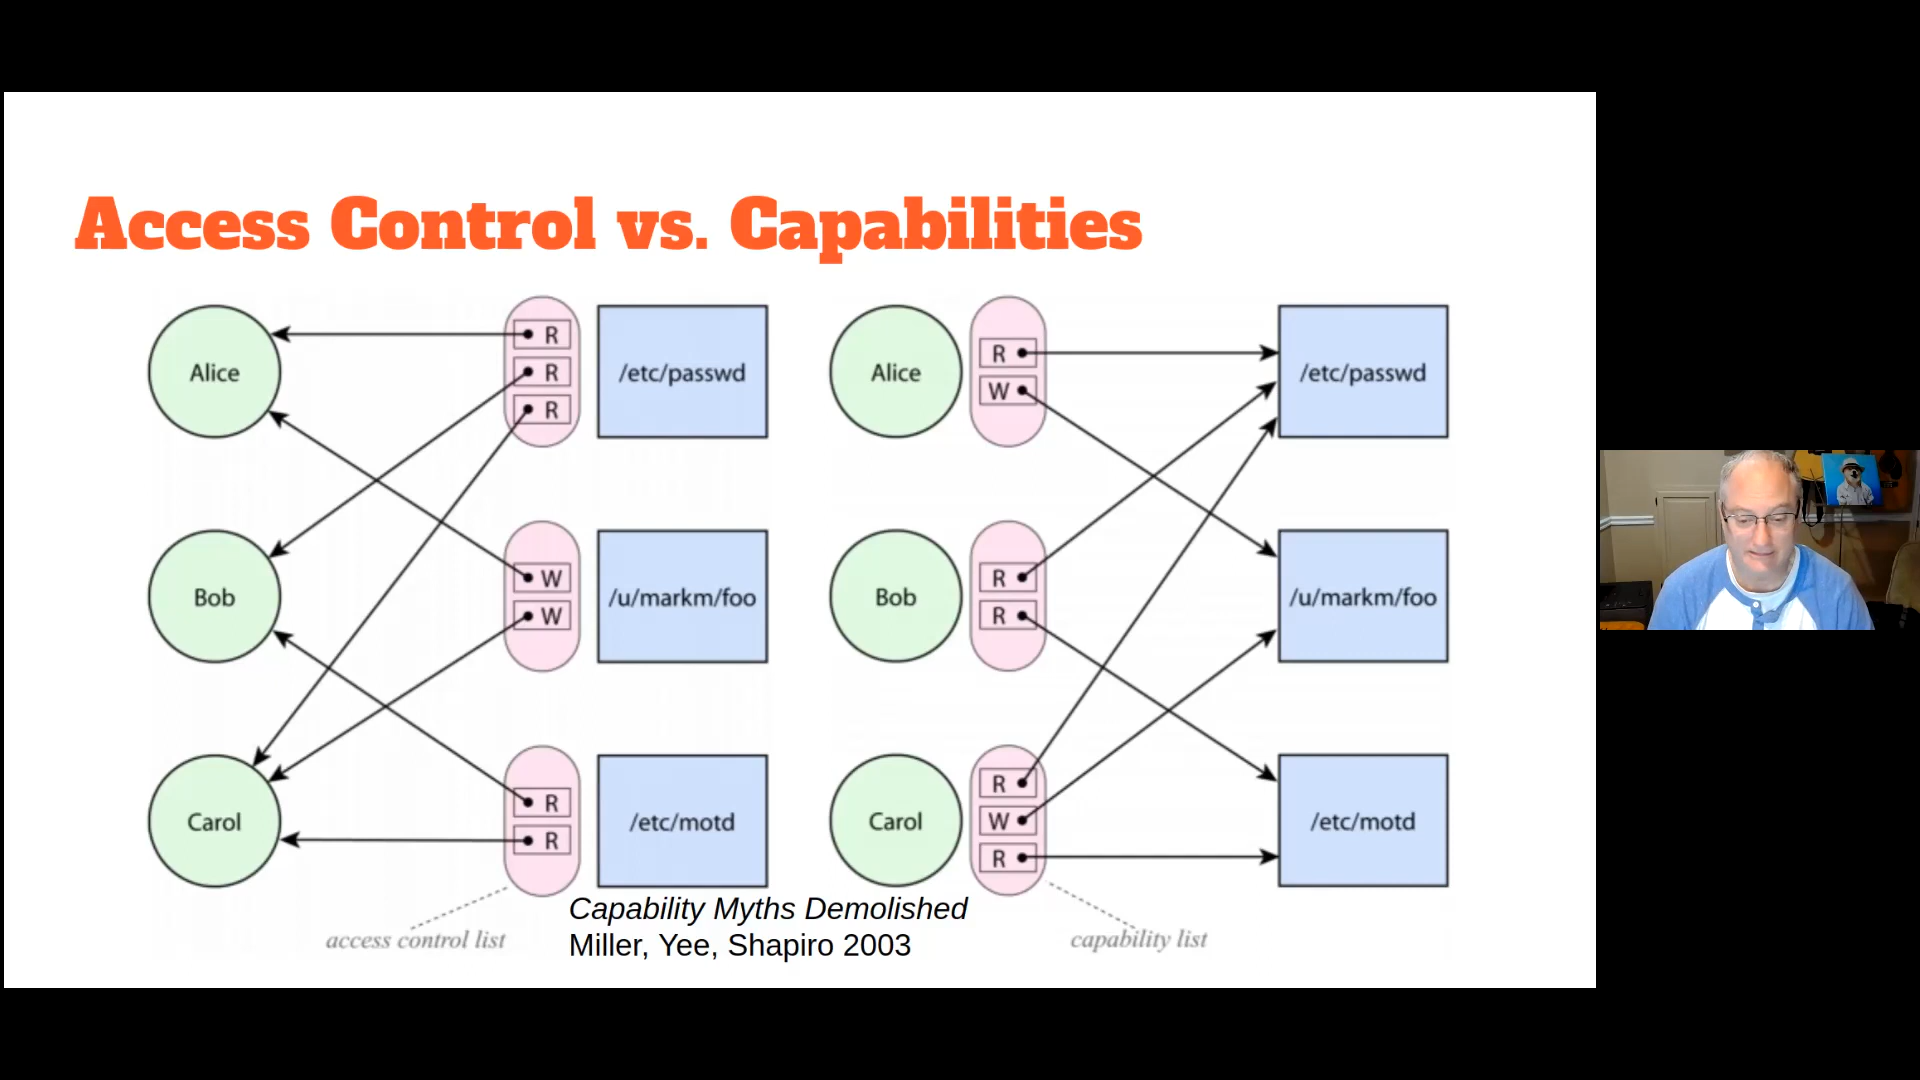 Access Control vs. Capabilities
Alice
R
R
R
/etc/passwd
Bob
W
W
/u/markm/foo
Carol
R
R
/etc/motd
access control list
Alice
R
W
/etc/passwd
Bob
R
R
/u/markm/foo
Carol
R
W
R
/etc/motd
capability list
Capability Myths Demolished
Miller, Yee, Shapiro 2003